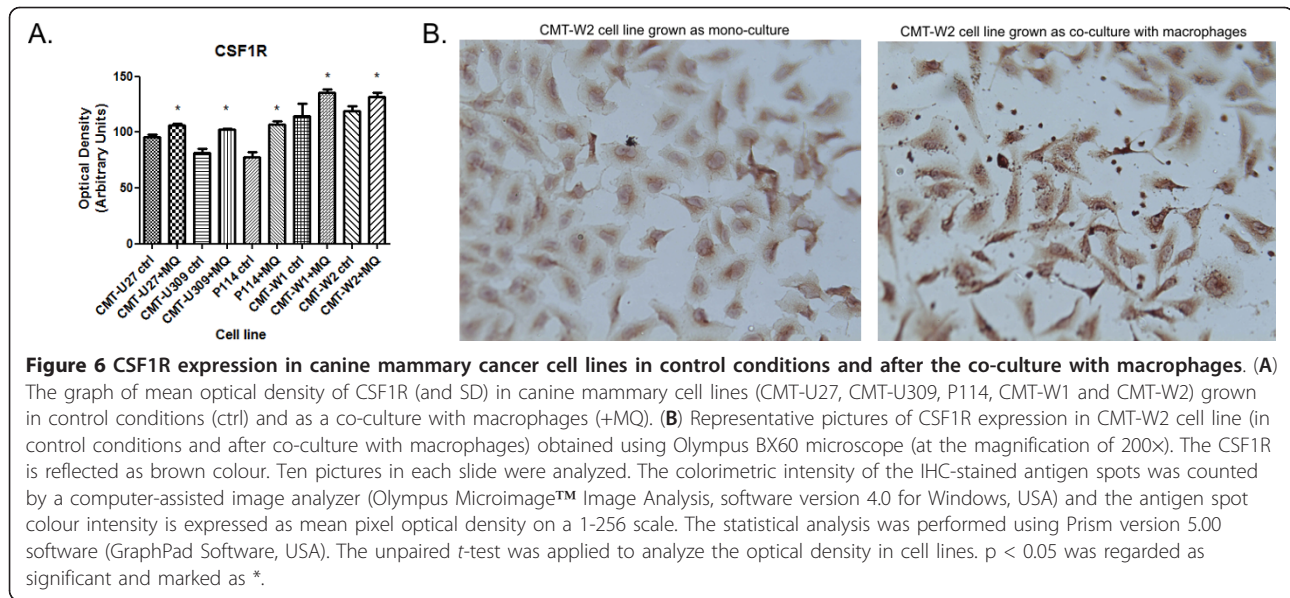 A.
CSF1R
Optical Density
(Arbitrary Units)
150
100
50
0
* * * * *
CMT-U27 ctrl
CMT-U27+MQ
CMT-U309 ctrl
CMT-U309+MQ
P114 ctrl
P114+MQ
CMT-W1 ctrl
CMT-W1+MQ
CMT-W2 ctrl
CMT-W2+MQ
Cell line
B.
CMT-W2 cell line grown as mono-culture
CMT-W2 cell line grown as co-culture with macrophages
Figure 6 CSF1R expression in canine mammary cancer cell lines in control conditions and after the co-culture with macrophages. (A)
The graph of mean optical density of CSF1R (and SD) in canine mammary cell lines (CMT-U27, CMT-U309, P114, CMT-W1 and CMT-W2) grown
in control conditions (ctrl) and as a co-culture with macrophages (+MQ). (B) Representative pictures of CSF1R expression in CMT-W2 cell line (in
control conditions and after co-culture with macrophages) obtained using Olympus BX60 microscope (at the magnification of 200×). The CSF1R
is reflected as brown colour. Ten pictures in each slide were analyzed. The colorimetric intensity of the IHC-stained antigen spots was counted
by a computer-assisted image analyzer (Olympus Microimage™ Image Analysis, software version 4.0 for Windows, USA) and the antigen spot
colour intensity is expressed as mean pixel optical density on a 1-256 scale. The statistical analysis was performed using Prism version 5.00
software (GraphPad Software, USA). The unpaired t-test was applied to analyze the optical density in cell lines. p < 0.05 was regarded as
significant and marked as *.